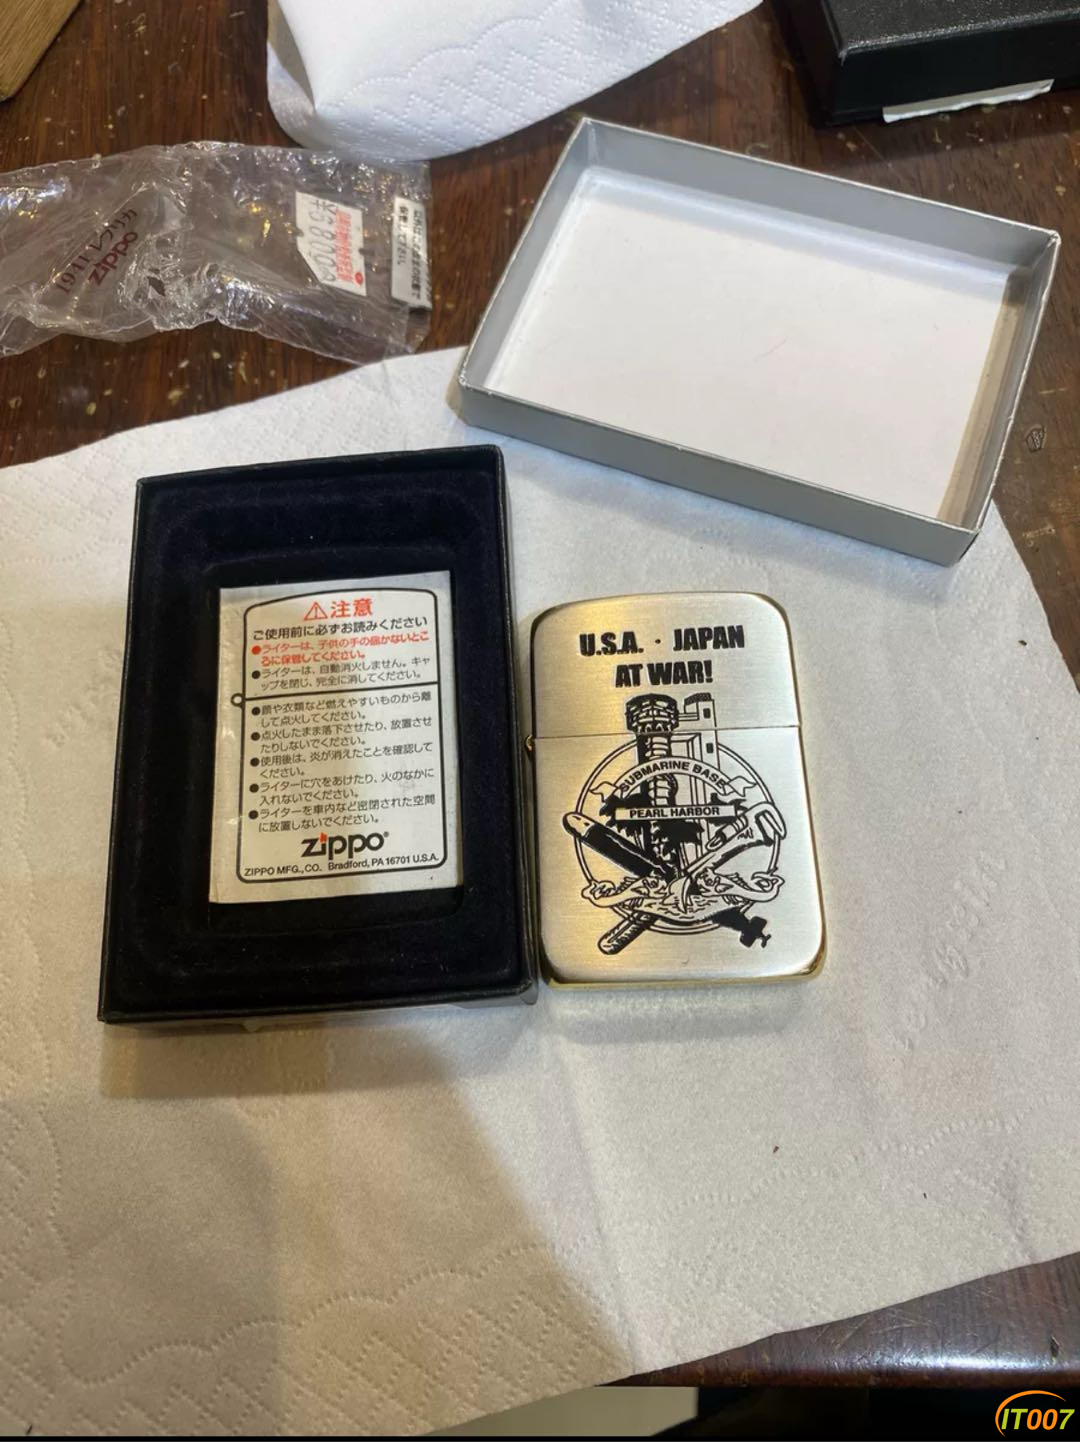 1941 レプリカ
zippo
U.S.A. · JAPAN
AT WAR!
SUBMARINE BASE
PEARL HARBOR
⚠注意
ご使用前に必ずお読みください
●ライターは、子供の手の届かないとこ
ろに保管してください。
●ライターは、自動消火しません。キャ
ップを閉じ、完全に消してください。
●顔や衣類など燃えやすいものから離
して点火してください。
●点火したまま落下させたり、放置させ
たりしないでください。
●使用後は、炎が消えたことを確認して
ください。
●ライターに穴をあけたり、火のなかに
入れないでください。
●ライターを車内など密閉された空間
に放置しないでください。
zippo®
ZIPPO MFG.,CO. Bradford, PA 16701 U.S.A.
IT007